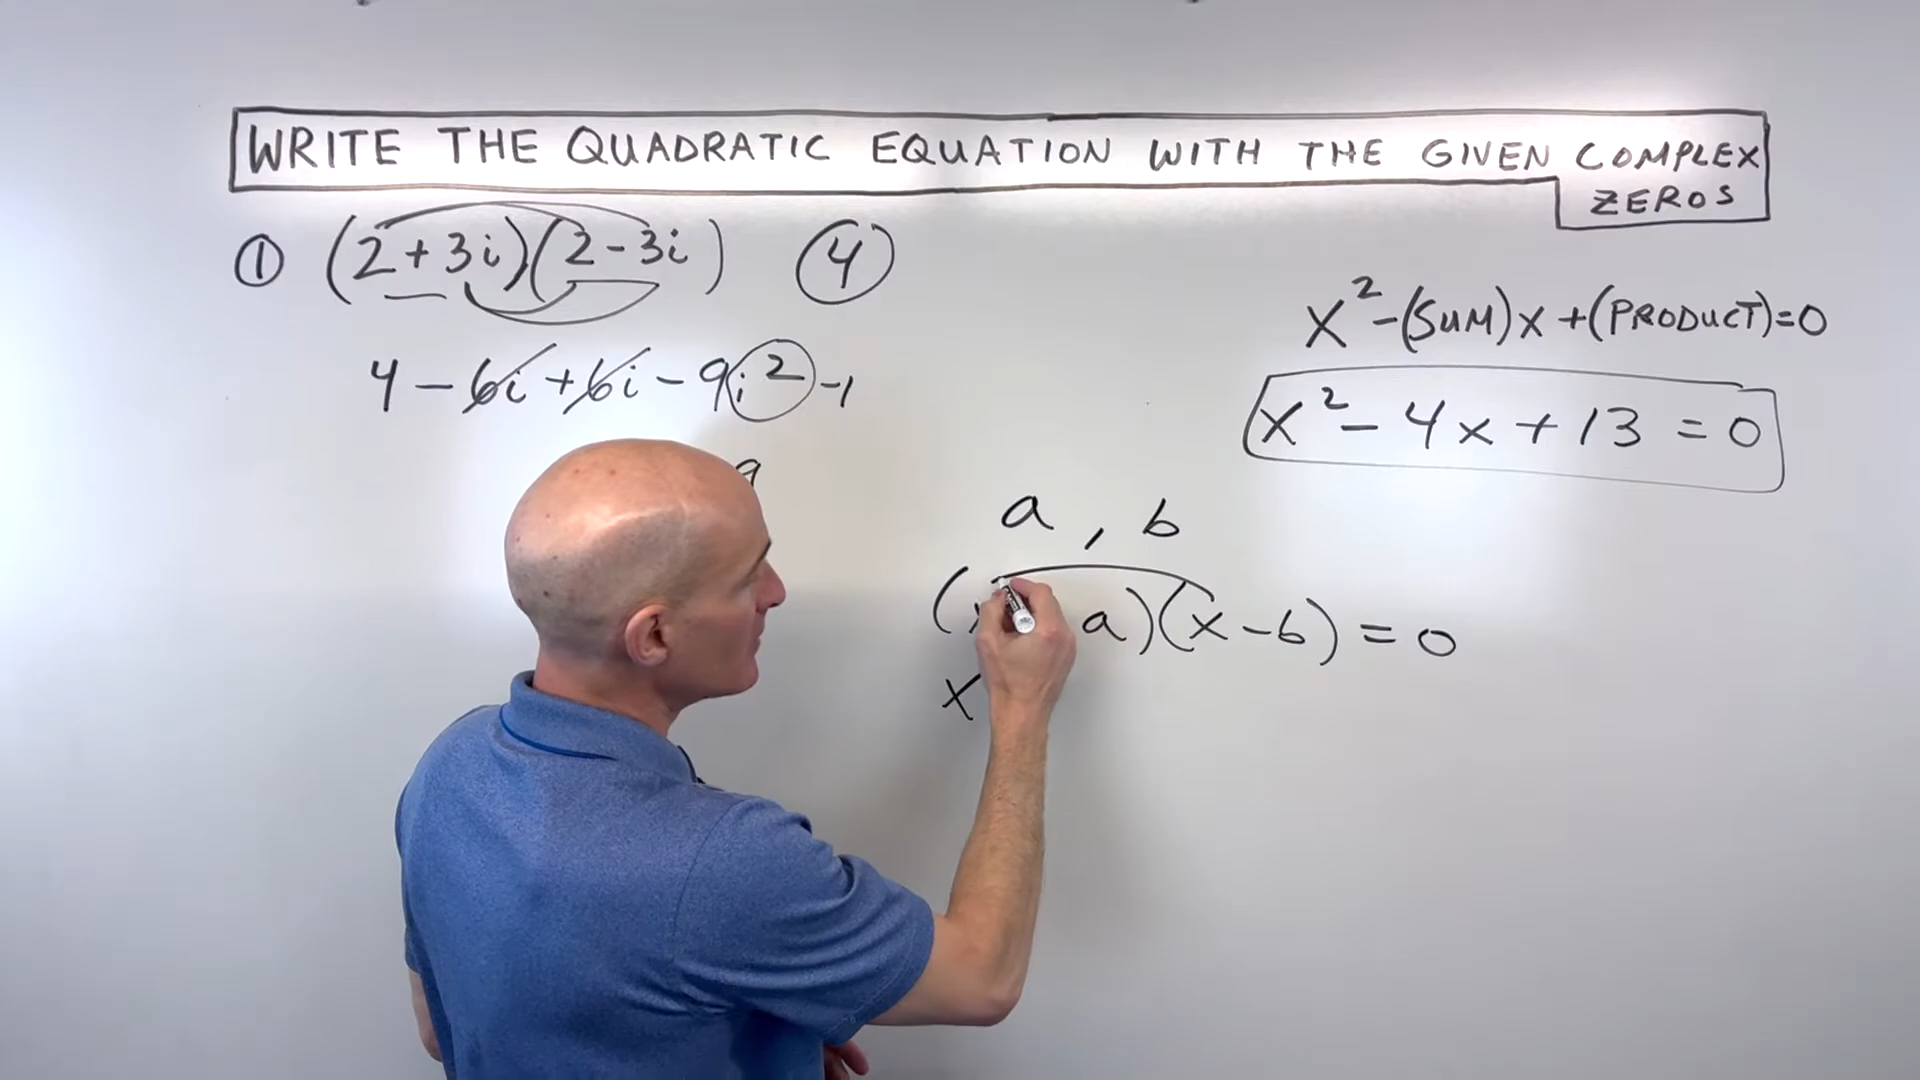 WRITE THE QUADRATIC EQUATION WITH THE GIVEN COMPLEX
ZEROS
① (2+3i)(2-3i) ④
4 - 6i + 6i - 9i² -1
9
x² - (SUM)x + (PRODUCT) = 0
x² - 4x + 13 = 0
a , b
( a)(x - b) = 0
x